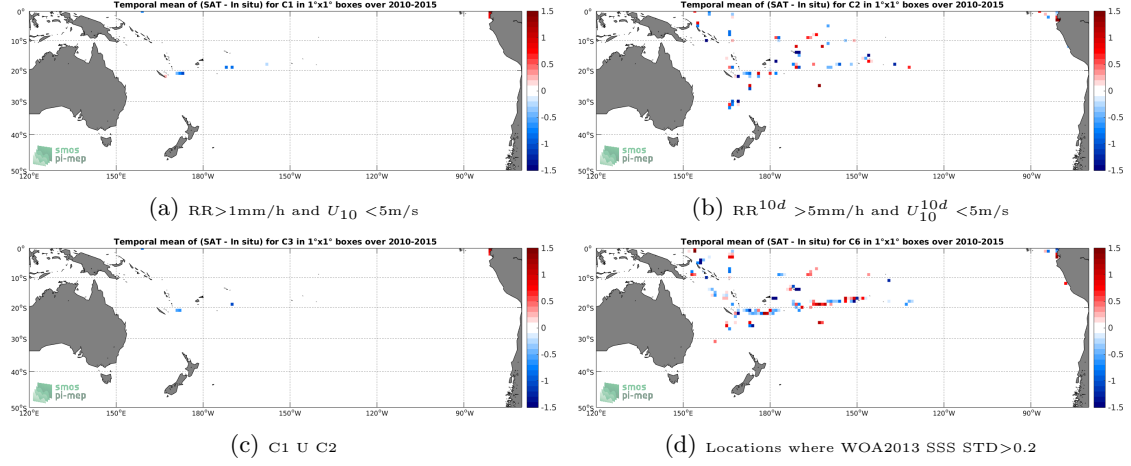 Temporal mean of (SAT - In situ) for C1 in 1°x1° boxes over 2010-2015
0°
10°S
20°S
30°S
40°S
50°S
120°E
150°E
180°W
150°W
120°W
90°W
1.5
1
0.5
0
-0.5
-1
-1.5
smos
pi-mep
(a) RR>1mm/h and U10 <5m/s
Temporal mean of (SAT - In situ) for C2 in 1°x1° boxes over 2010-2015
0°
10°S
20°S
30°S
40°S
50°S
120°E
150°E
180°W
150°W
120°W
90°W
1.5
1
0.5
0
-0.5
-1
-1.5
smos
pi-mep
(b) RR^10d >5mm/h and U10^10d <5m/s
Temporal mean of (SAT - In situ) for C3 in 1°x1° boxes over 2010-2015
0°
10°S
20°S
30°S
40°S
50°S
120°E
150°E
180°W
150°W
120°W
90°W
1.5
1
0.5
0
-0.5
-1
-1.5
smos
pi-mep
(c) C1 U C2
Temporal mean of (SAT - In situ) for C6 in 1°x1° boxes over 2010-2015
0°
10°S
20°S
30°S
40°S
50°S
120°E
150°E
180°W
150°W
120°W
90°W
1.5
1
0.5
0
-0.5
-1
-1.5
smos
pi-mep
(d) Locations where WOA2013 SSS STD>0.2